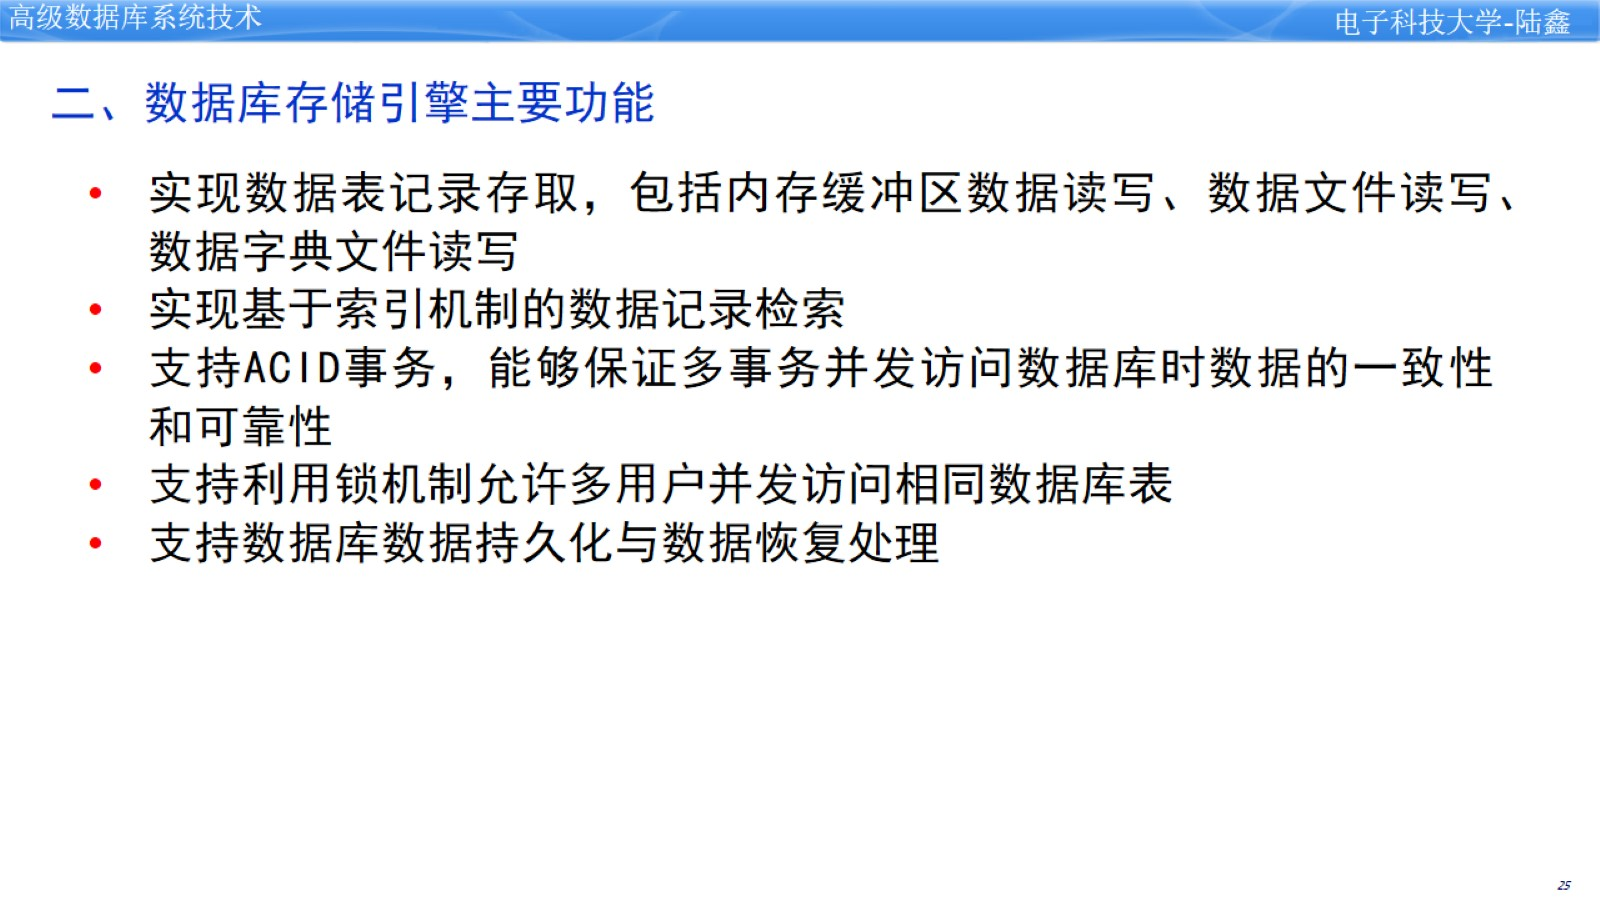 高级数据库系统技术
电子科技大学-陆鑫
二、数据库存储引擎主要功能
• 实现数据表记录存取，包括内存缓冲区数据读写、数据文件读写、
数据字典文件读写
• 实现基于索引机制的数据记录检索
• 支持ACID事务，能够保证多事务并发访问数据库时数据的一致性
和可靠性
• 支持利用锁机制允许多用户并发访问相同数据库表
• 支持数据库数据持久化与数据恢复处理
25